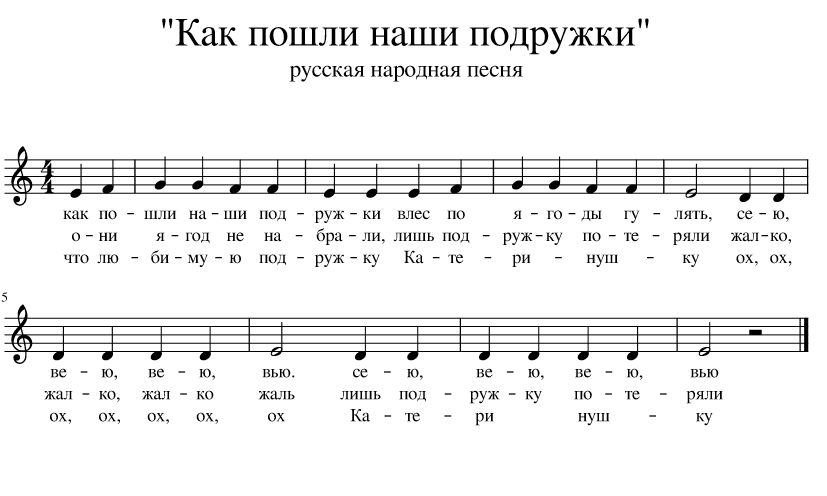 "Как пошли наши подружки"
русская народная песня
4
4
как по – шли на – ши под – руж – ки влес по я – го – ды гу – лять, се – ю,
о – ни я – год не на – бра – ли, лишь под – руж – ку по – те – ряли жал – ко,
что лю – би – му – ю под – руж – ку Ка – те – ри – нуш – ку ох, ох,
5
ве – ю, ве – ю, вью. се – ю, ве – ю, ве – ю, вью
жал – ко, жал – ко жаль лишь под – руж – ку по – те – ряли
ох, ох, ох, ох, ох Ка – те – ри нуш – ку